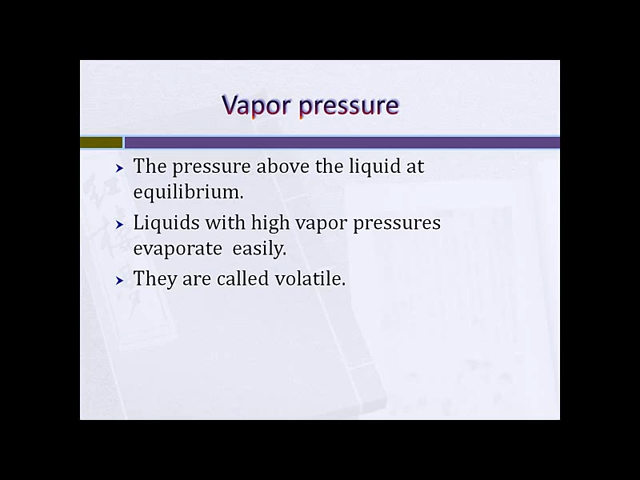 Vapor pressure
The pressure above the liquid at
equilibrium.
Liquids with high vapor pressures
evaporate easily.
They are called volatile.